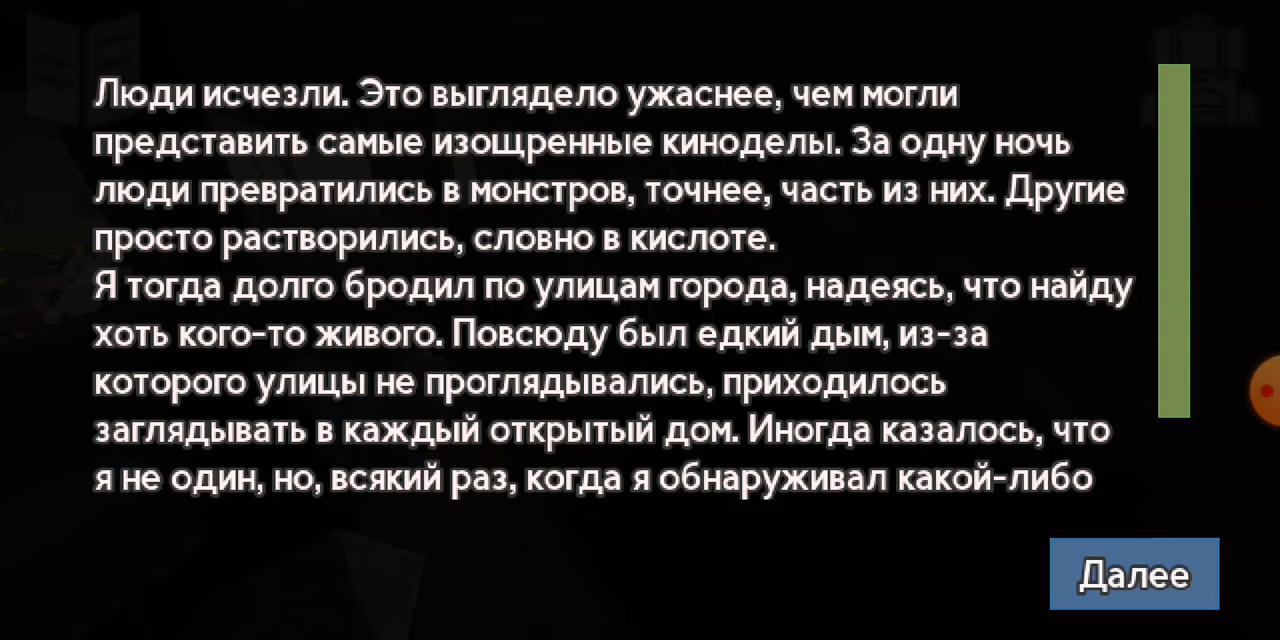 Люди исчезли. Это выглядело ужаснее, чем могли
представить самые изощренные киноделы. За одну ночь
люди превратились в монстров, точнее, часть из них. Другие
просто растворились, словно в кислоте.
Я тогда долго бродил по улицам города, надеясь, что найду
хоть кого-то живого. Повсюду был едкий дым, из-за
которого улицы не проглядывались, приходилось
заглядывать в каждый открытый дом. Иногда казалось, что
я не один, но, всякий раз, когда я обнаруживал какой-либо
Далее